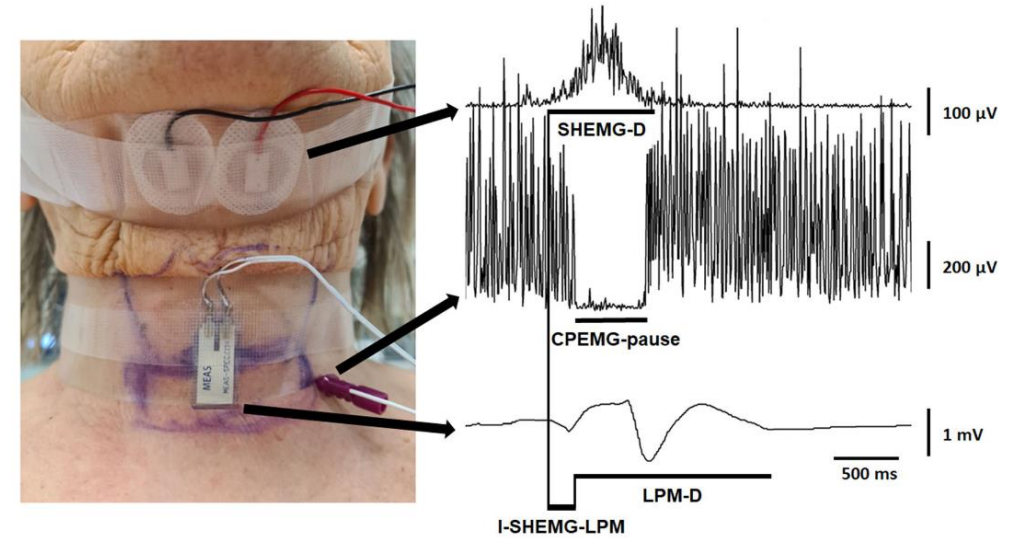 100 µV
SHEMG-D
200 µV
CPEMG-pause
MEAS
1 mV
500 ms
LPM-D
I-SHEMG-LPM